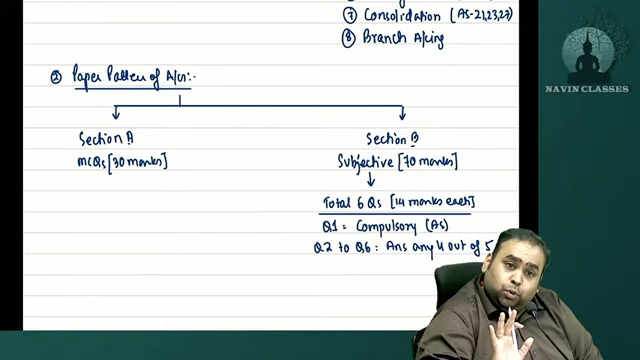 ⑦ Consolidation (AS-21,23,27)
⑧ Branch A/cing
NAVIN CLASSES
② Paper Pattern of A/cs:-
Section A
MCQs [30 marks]
Section B
Subjective [70 marks]
Total 6 Qs [14 marks each]
Q1 = Compulsory (AS)
Q2 to Q6 : Ans any 4 out of 5